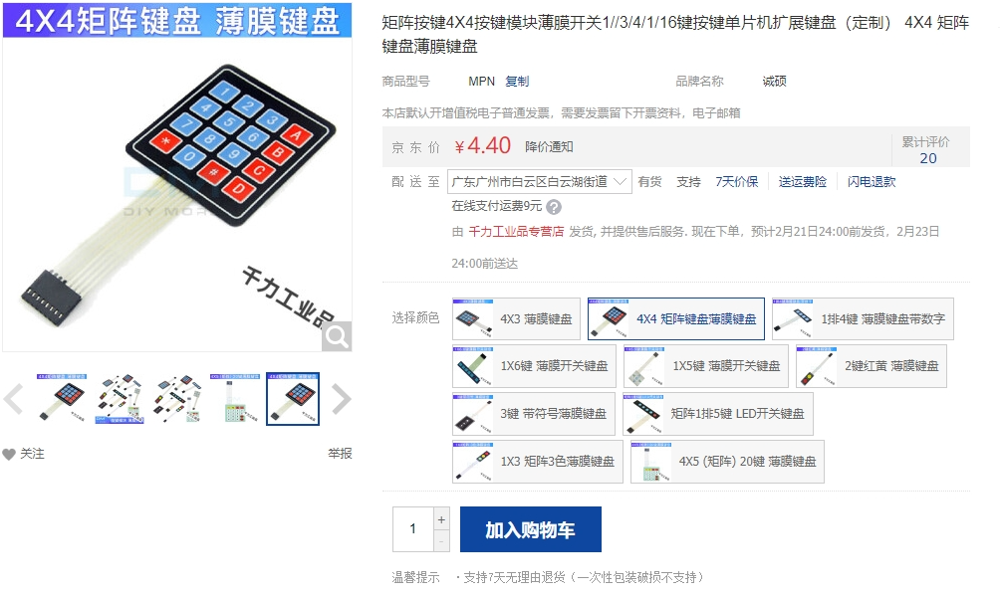 4X4矩阵键盘 薄膜键盘
1 2 3 A
4 5 6 B
7 8 9 C
* 0 # D
DIY MORE
千力工业品
关注
举报
矩阵按键4X4按键模块薄膜开关1//3/4/1/16键按键单片机扩展键盘（定制） 4X4 矩阵
键盘薄膜键盘
商品型号 MPN 复制 品牌名称 诚硕
本店默认开增值税电子普通发票，需要发票留下开票资料，电子邮箱
京 东 价 ￥4.40 降价通知
累计评价
20
配 送 至 广东广州市白云区白云湖街道 有货 支持 7天价保 送运费险 闪电退款
在线支付运费9元 ?
由 千力工业品专营店 发货, 并提供售后服务. 现在下单，预计2月21日24:00前发货，2月23日
24:00前送达
选择颜色 4X3 薄膜键盘 4X4 矩阵键盘薄膜键盘 1排4键 薄膜键盘带数字
1X6键 薄膜开关键盘 1X5键 薄膜开关键盘 2键红黄 薄膜键盘
3键 带符号薄膜键盘 矩阵1排5键 LED开关键盘
1X3 矩阵3色薄膜键盘 4X5 (矩阵) 20键 薄膜键盘
1 + - 加入购物车
温馨提示 ·支持7天无理由退货（一次性包装破损不支持）